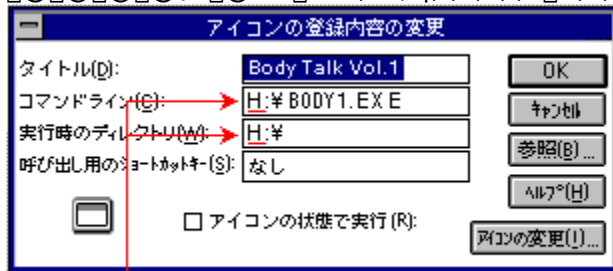 アイコンの登録内容の変更
タイトル(D): Body Talk Vol.1 OK
コマンドライン(C): H:¥BODY1.EXE キャンセル
実行時のディレクトリ(W): H:¥ 参照(B)...
呼び出し用のショートカットキー(S): なし ヘルプ(H)
アイコンの状態で実行(R): アイコンの変更(I)...